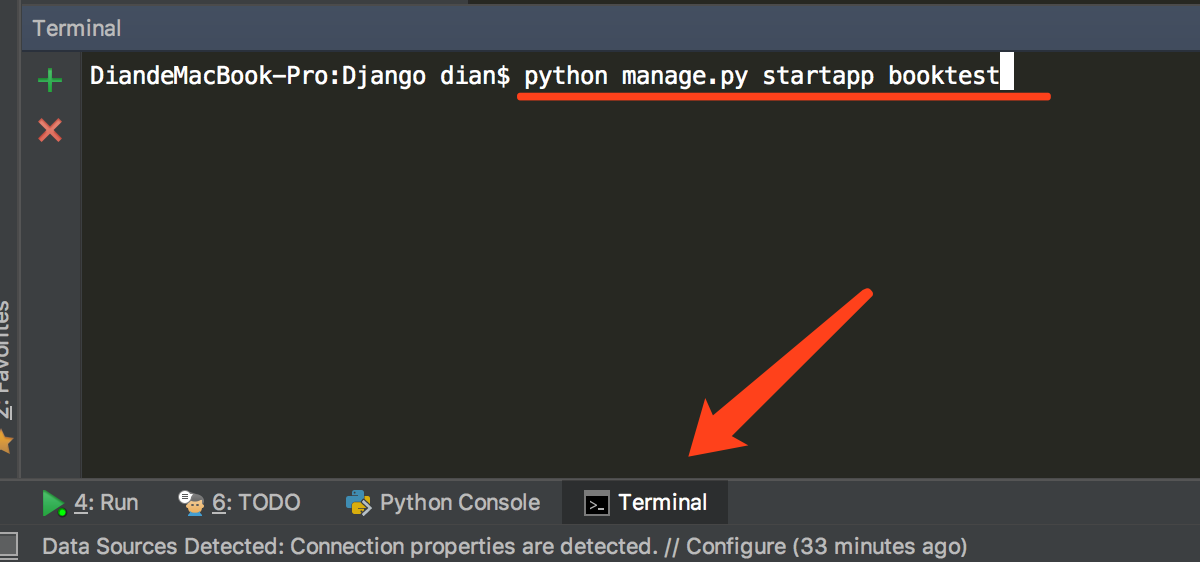 Terminal
DiandeMacBook-Pro:Django dian$ python manage.py startapp booktest
2: Favorites
4: Run
6: TODO
Python Console
Terminal
Data Sources Detected: Connection properties are detected. // Configure (33 minutes ago)